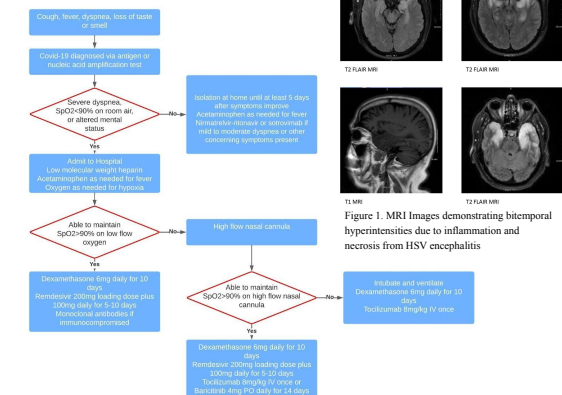 Cough, fever, dyspnea, loss of taste
or smell
Covid-19 diagnosed via antigen or
nucleic acid amplification test
Severe dyspnea,
SpO2<90% on room air,
or altered mental
status
No
Isolation at home until at least 5 days
after symptoms improve
Acetaminophen as needed for fever
Nirmatrelvir-ritonavir or sotrovimab if
mild to moderate dyspnea or other
concerning symptoms present
Yes
Admit to Hospital
Low molecular weight heparin
Acetaminophen as needed for fever
Oxygen as needed for hypoxia
Able to maintain
SpO2>90% on low flow
oxygen
No
High flow nasal cannula
Yes
Dexamethasone 6mg daily for 10
days
Remdesivir 200mg loading dose plus
100mg daily for 5-10 days
Monoclonal antibodies if
immunocompromised
Able to maintain
SpO2>90% on high flow nasal
cannula
No
Intubate and ventilate
Dexamethasone 6mg daily for 10
days
Tocilizumab 8mg/kg IV once
Yes
Dexamethasone 6mg daily for 10
days
Remdesivir 200mg loading dose plus
100mg daily for 5-10 days
Tocilizumab 8mg/kg IV once or
Baricitinib 4mg PO daily for 14 days
T2 FLAIR MRI
T2 FLAIR MRI
T1 MRI
T2 FLAIR MRI
Figure 1. MRI Images demonstrating bitemporal
hyperintensities due to inflammation and
necrosis from HSV encephalitis